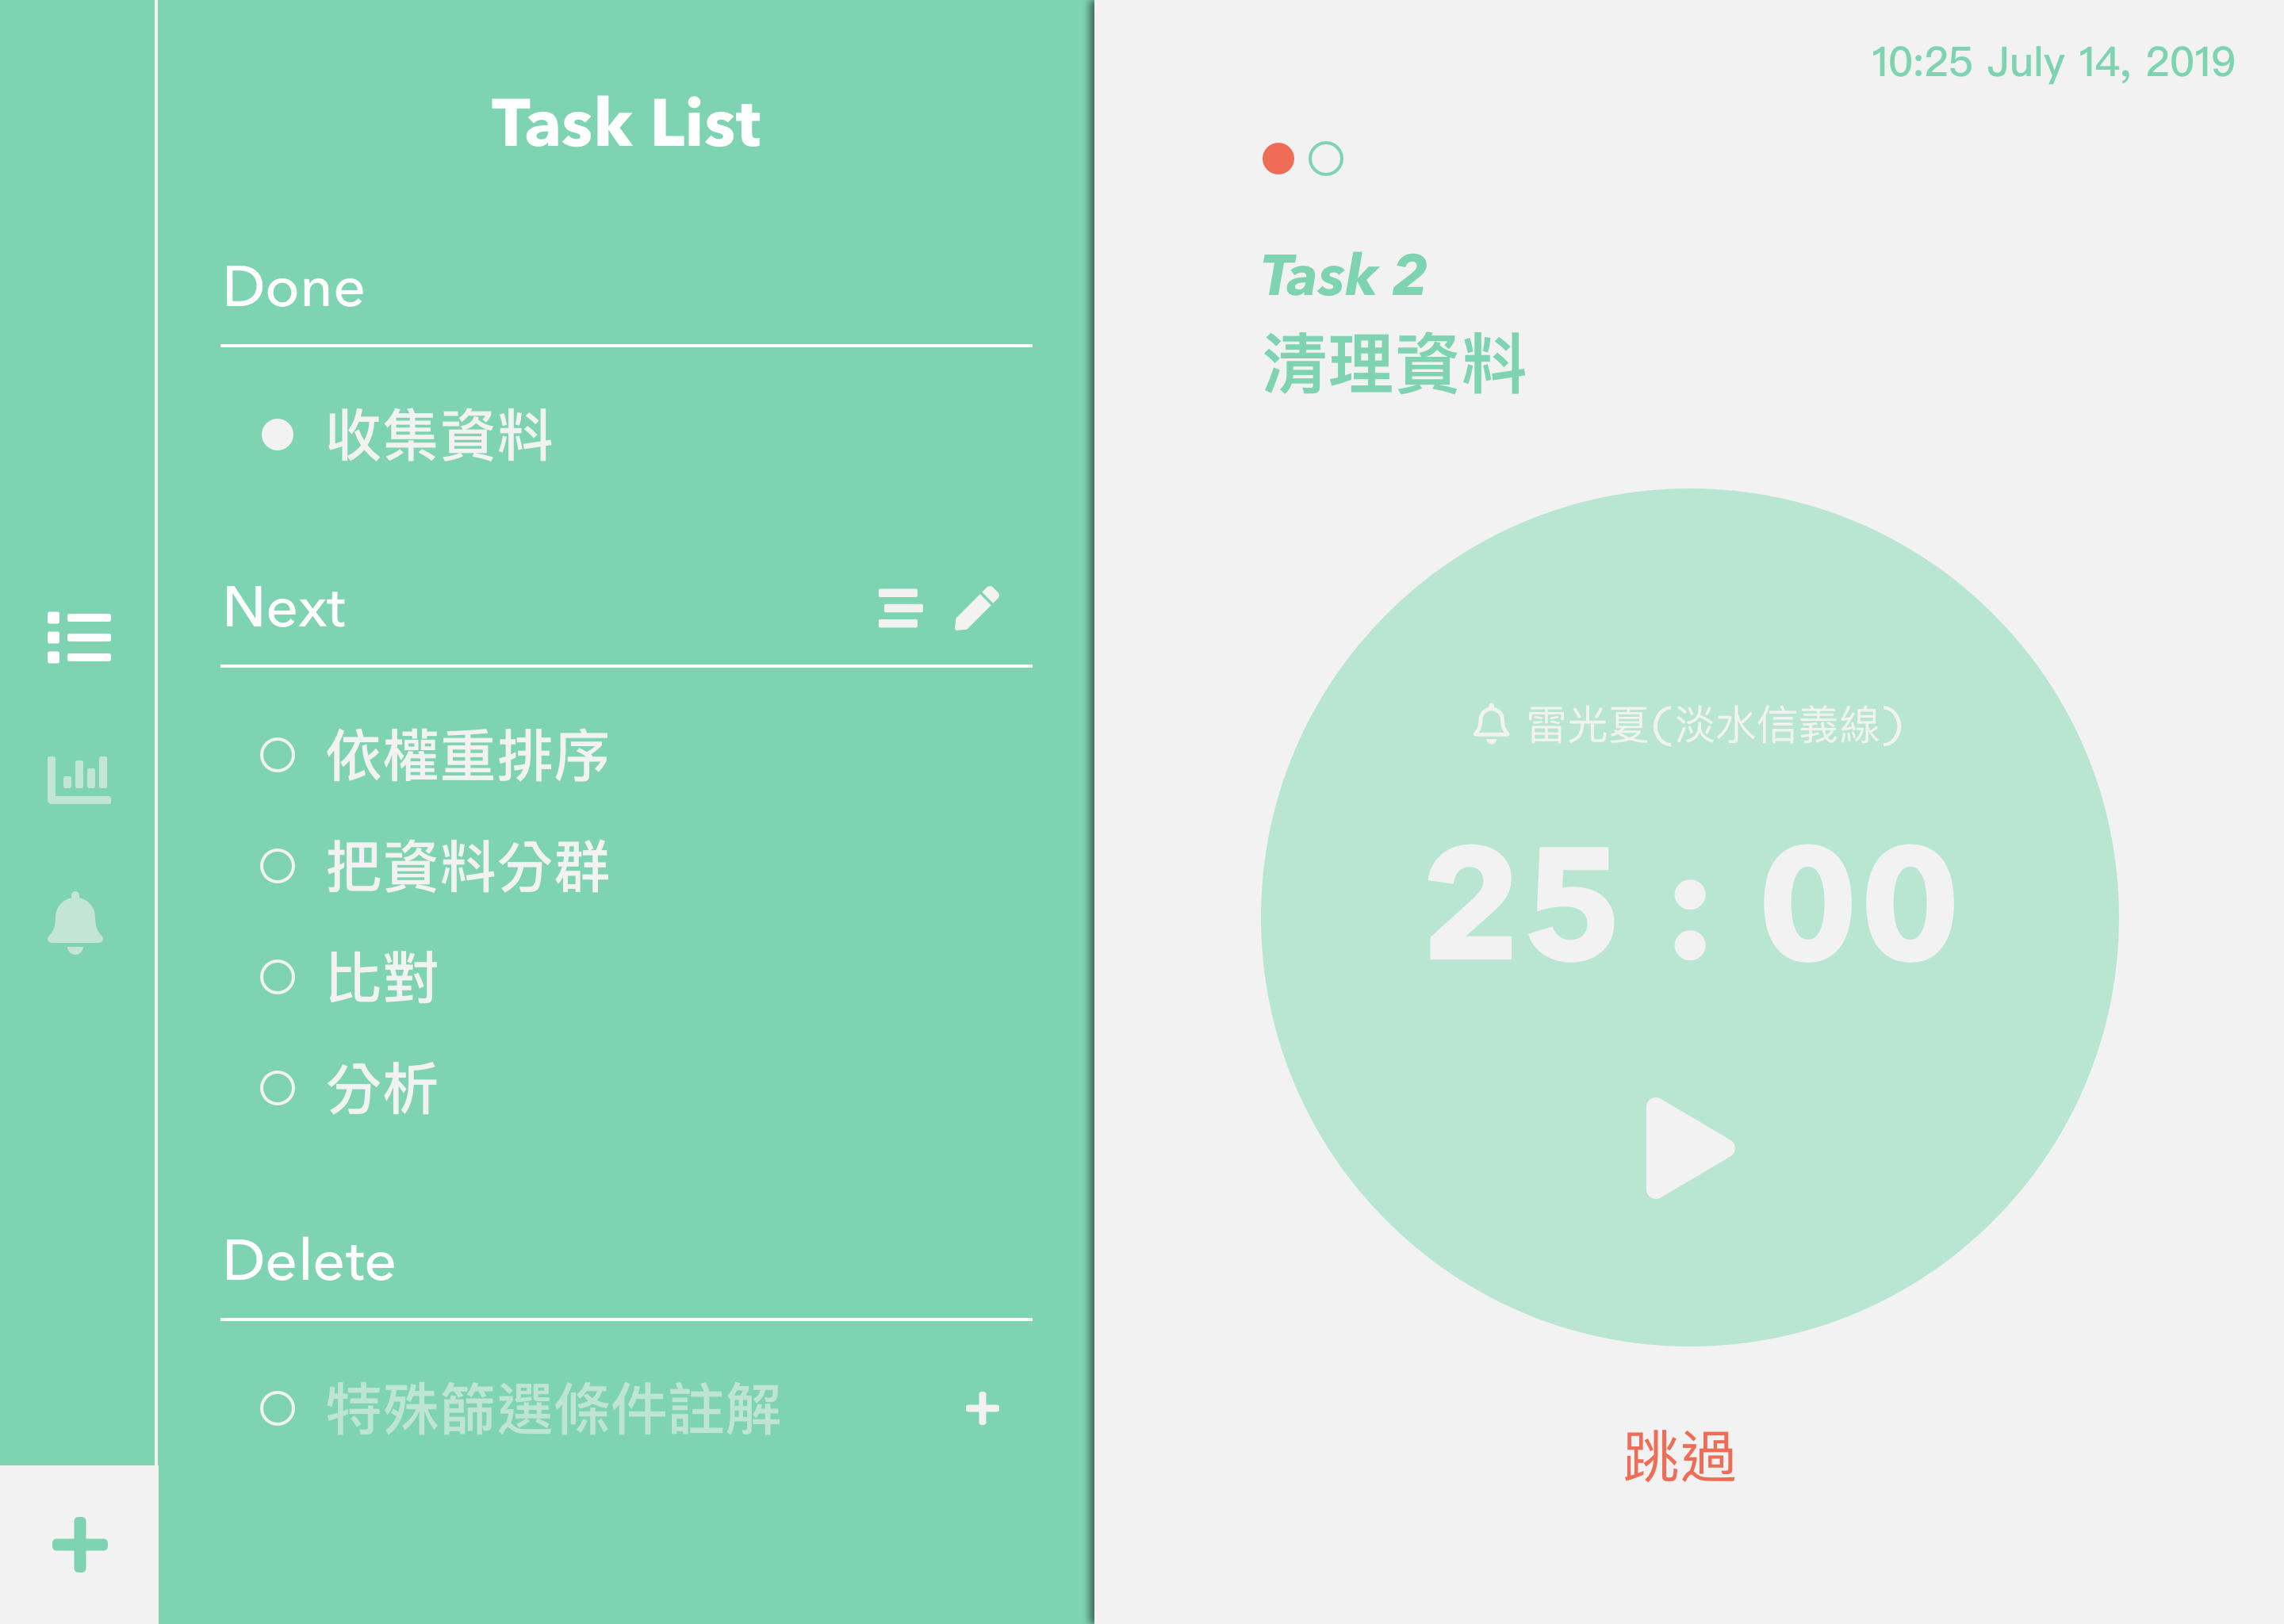 Task List
Done
收集資料
Next
依權重排序
把資料分群
比對
分析
Delete
特殊篩選條件註解
10:25 July 14, 2019
Task 2
清理資料
雷光夏(淡水信義線)
25 : 00
跳過